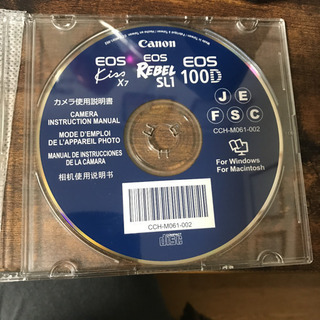 Canon
EOS Kiss X7
EOS REBEL SL1
EOS 100D
カメラ使用説明書
CAMERA
INSTRUCTION MANUAL
MODE D'EMPLOI
DE L'APPAREIL PHOTO
MANUAL DE INSTRUCCIONES
DE LA CÁMARA
相机使用说明书
J E
F S C
CCH-M061-002
For Windows
For Macintosh
CCH-M061-002
COMPACT
disc